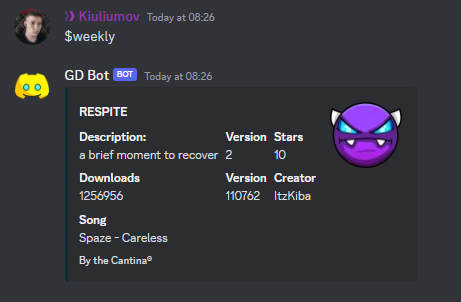 Kiuliumov Today at 08:26
$weekly
GD Bot BOT Today at 08:26
RESPITE
Description: Version Stars
a brief moment to recover 2 10
Downloads Version Creator
1256956 110762 ItzKiba
Song
Spaze - Careless
By the Cantina®